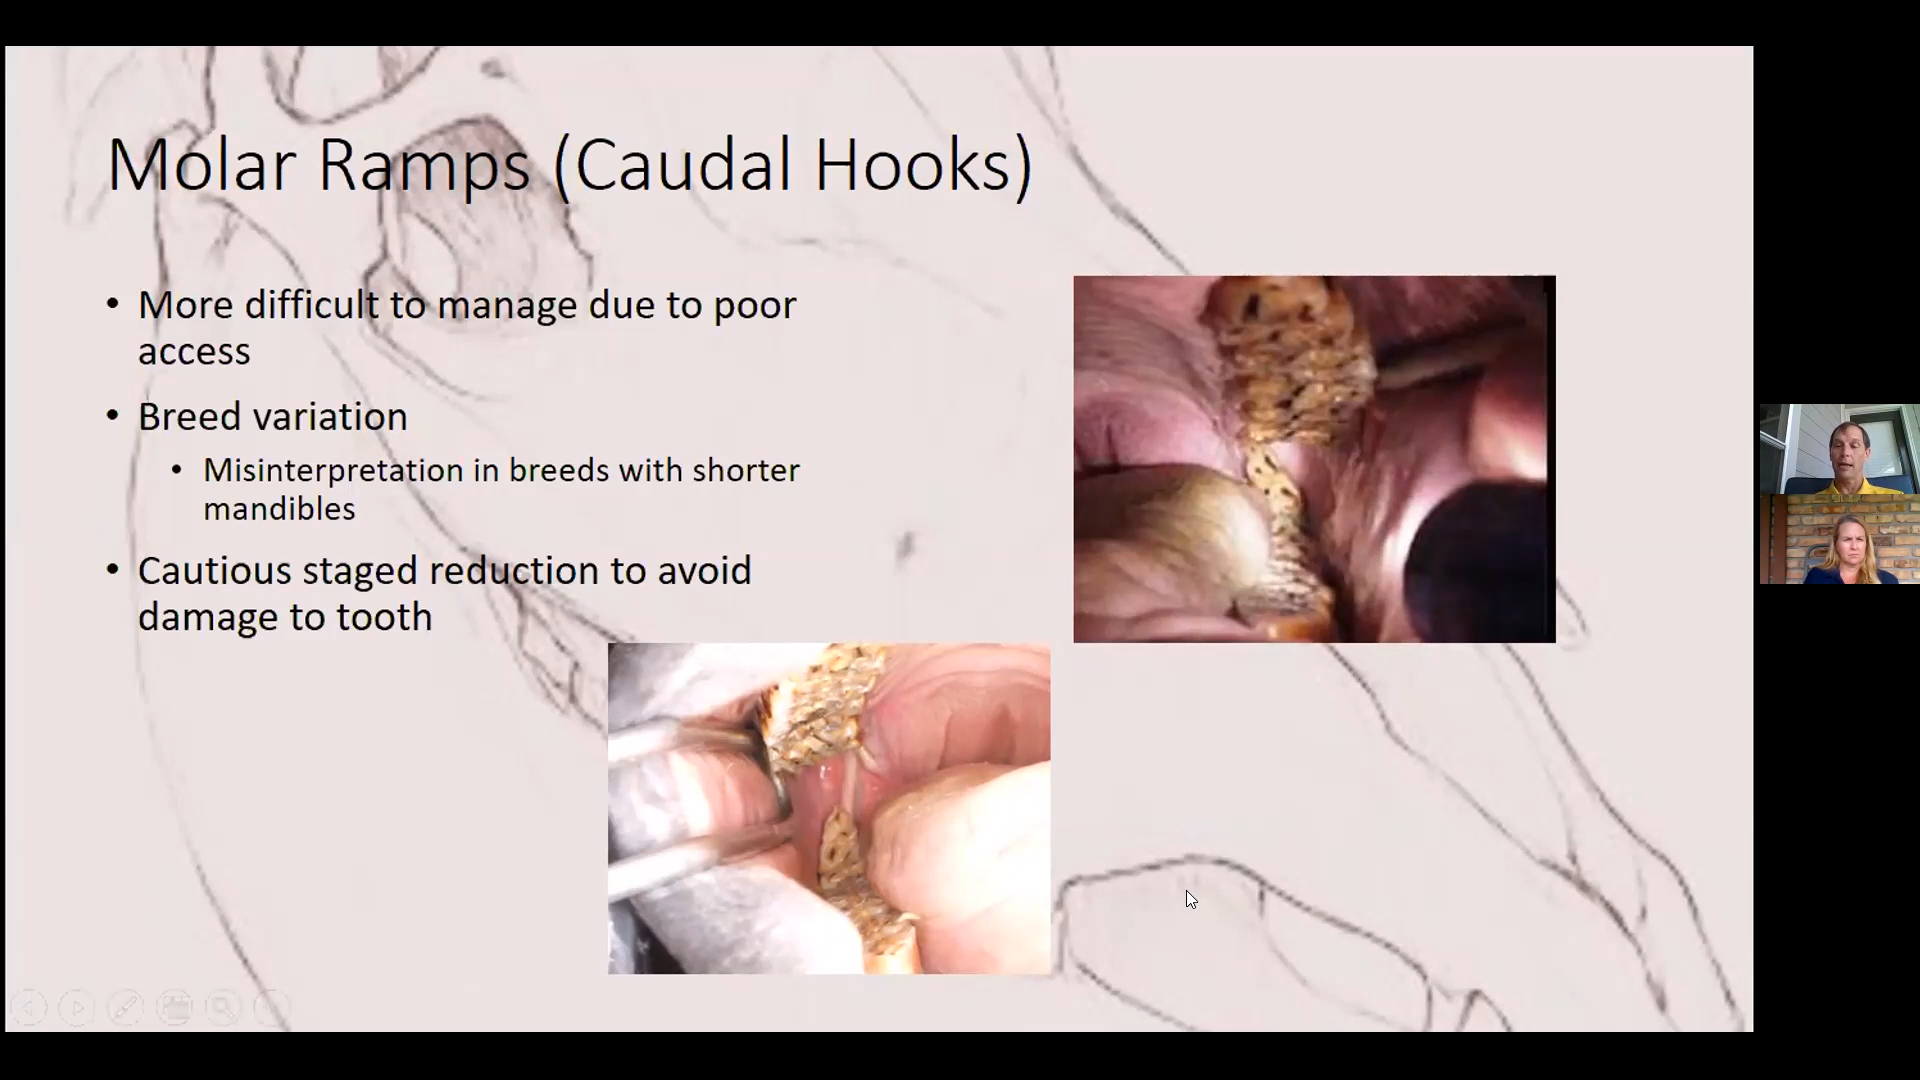 Molar Ramps (Caudal Hooks)
• More difficult to manage due to poor
access
• Breed variation
• Misinterpretation in breeds with shorter
mandibles
• Cautious staged reduction to avoid
damage to tooth